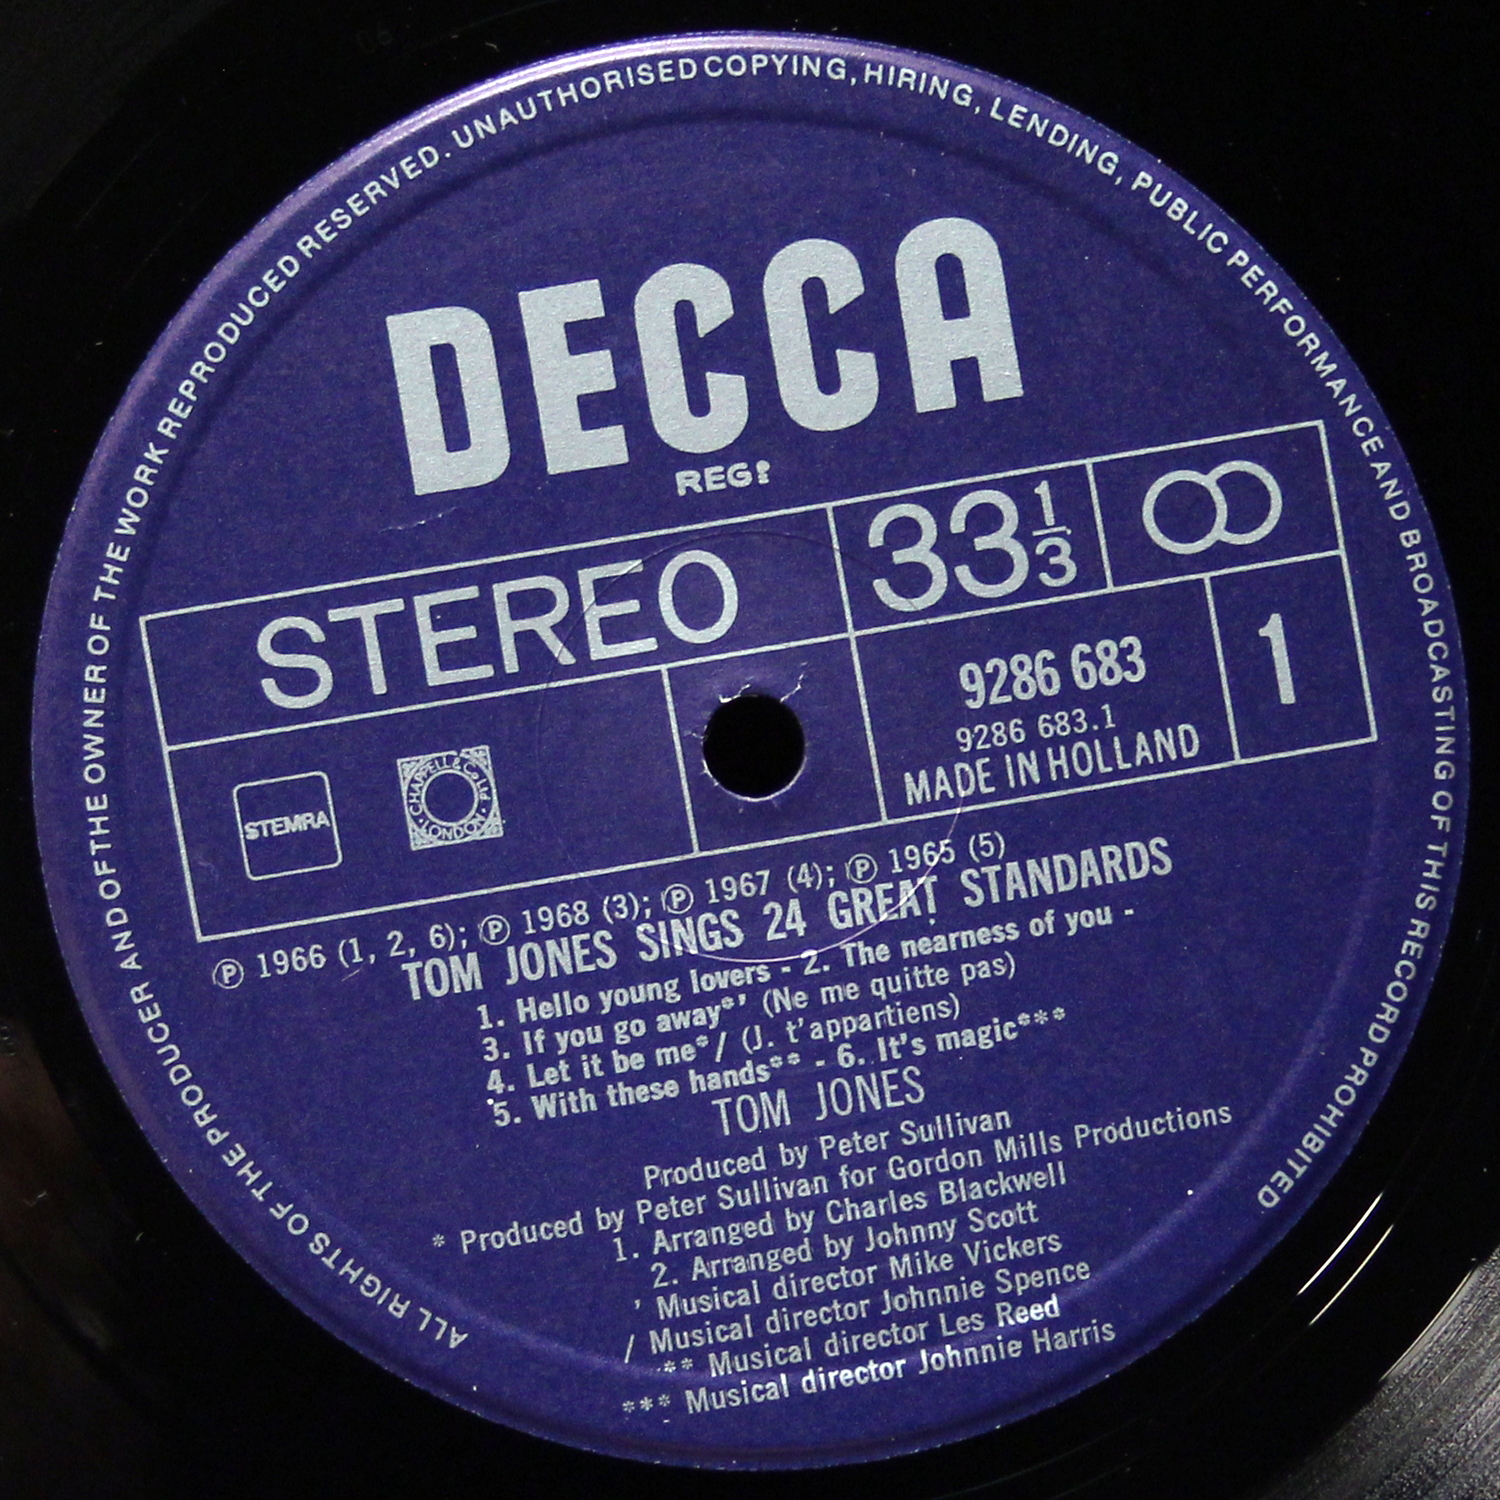 ALL RIGHTS OF THE PRODUCER AND OF THE OWNER OF THE WORK REPRODUCED RESERVED. UNAUTHORISED COPYING, HIRING, LENDING, PUBLIC PERFORMANCE AND BROADCASTING OF THIS RECORD PROHIBITED
DECCA
REG!
STEREO
33 1/3
9286 683
9286 683.1
MADE IN HOLLAND
1
STEMRA
CHAPPELL & Co Ltd
· LONDON ·
℗ 1966 (1, 2, 6); ℗ 1968 (3); ℗ 1967 (4); ℗ 1965 (5)
TOM JONES SINGS 24 GREAT STANDARDS
1. Hello young lovers - 2. The nearness of you -
3. If you go away*' (Ne me quitte pas)
4. Let it be me*/ (J. t'appartiens)
5. With these hands** - 6. It's magic***
TOM JONES
Produced by Peter Sullivan
* Produced by Peter Sullivan for Gordon Mills Productions
1. Arranged by Charles Blackwell
2. Arranged by Johnny Scott
' Musical director Mike Vickers
/ Musical director Johnnie Spence
** Musical director Les Reed
*** Musical director Johnnie Harris